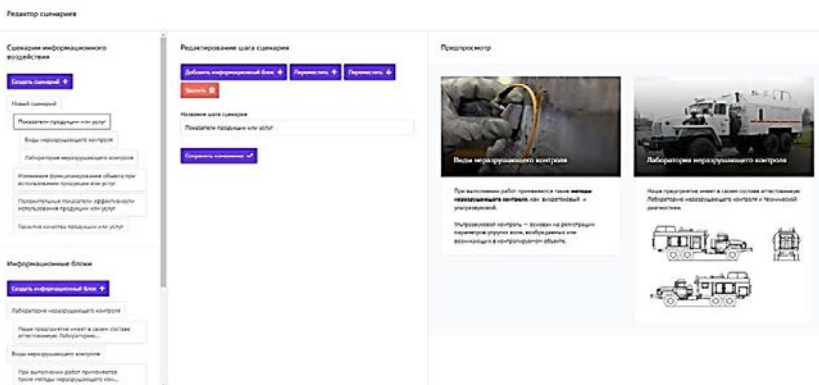 Редактор сценариев
Сценарии информационного
воздействия
Создать сценарий
Новый сценарий
Показатели продукции или услуг
Виды неразрушающего контроля
Лаборатория неразрушающего контроля
Изменения функционирования объекта при
использовании продукции или услуг
Положительные показатели эффективности
использования продукции или услуг
Гарантия качества продукции или услуг
Информационные блоки
Создать информационный блок
Лаборатория неразрушающего контроля
Наше предприятие имеет в своем составе
аттестованную Лабораторию...
Виды неразрушающего контроля
При выполнении работ применяются
такие методы неразрушающего кон...
Редактирование шага сценария
Добавить информационный блок
Переместить
Переместить
Удалить
Название шага сценария
Показатели продукции или услуг
Сохранить изменения
Предпросмотр
Виды неразрушающего контроля
При выполнении работ применяются такие методы
неразрушающего контроля, как вихретоковый и
ультразвуковой.
Ультразвуковой контроль — основан на регистрации
параметров упругих волн, возбуждаемых или
возникающих в контролируемом объекте.
Лаборатория неразрушающего контроля
Наше предприятие имеет в своем составе аттестованную
Лабораторию неразрушающего контроля и технической
диагностики.